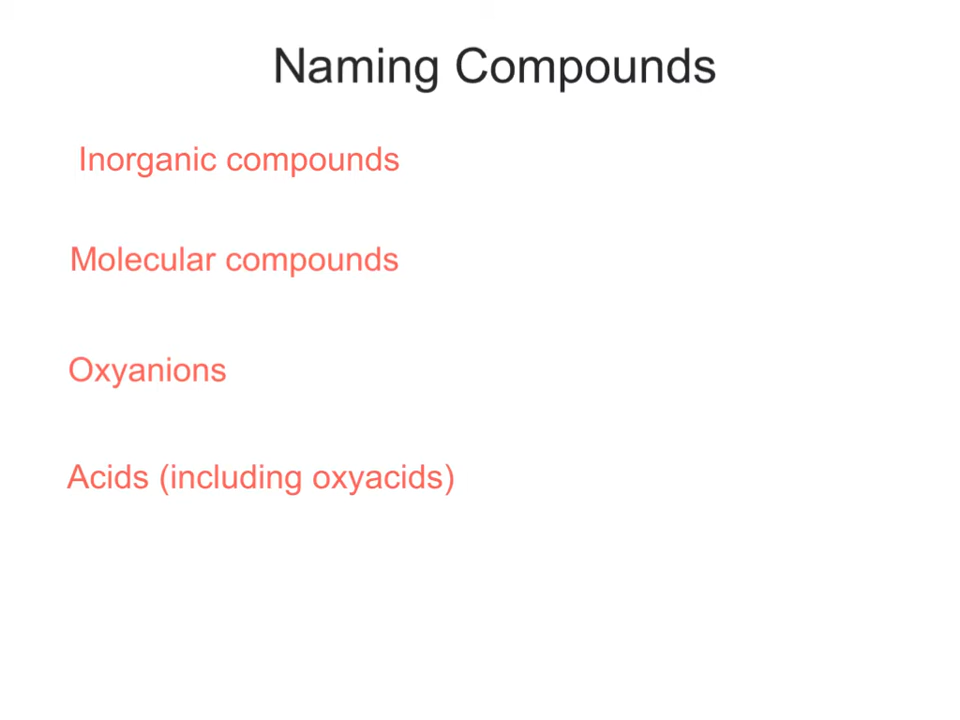 Naming Compounds
Inorganic compounds
Molecular compounds
Oxyanions
Acids (including oxyacids)